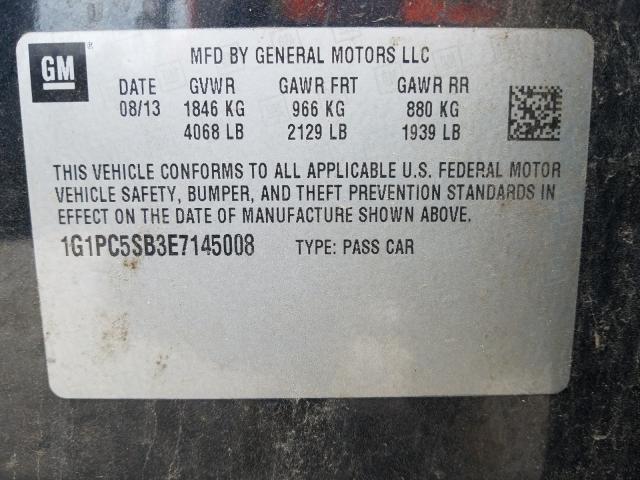 GM®
MFD BY GENERAL MOTORS LLC
DATE GVWR GAWR FRT GAWR RR
08/13 1846 KG 966 KG 880 KG
4068 LB 2129 LB 1939 LB
THIS VEHICLE CONFORMS TO ALL APPLICABLE U.S. FEDERAL MOTOR
VEHICLE SAFETY, BUMPER, AND THEFT PREVENTION STANDARDS IN
EFFECT ON THE DATE OF MANUFACTURE SHOWN ABOVE.
1G1PC5SB3E7145008 TYPE: PASS CAR